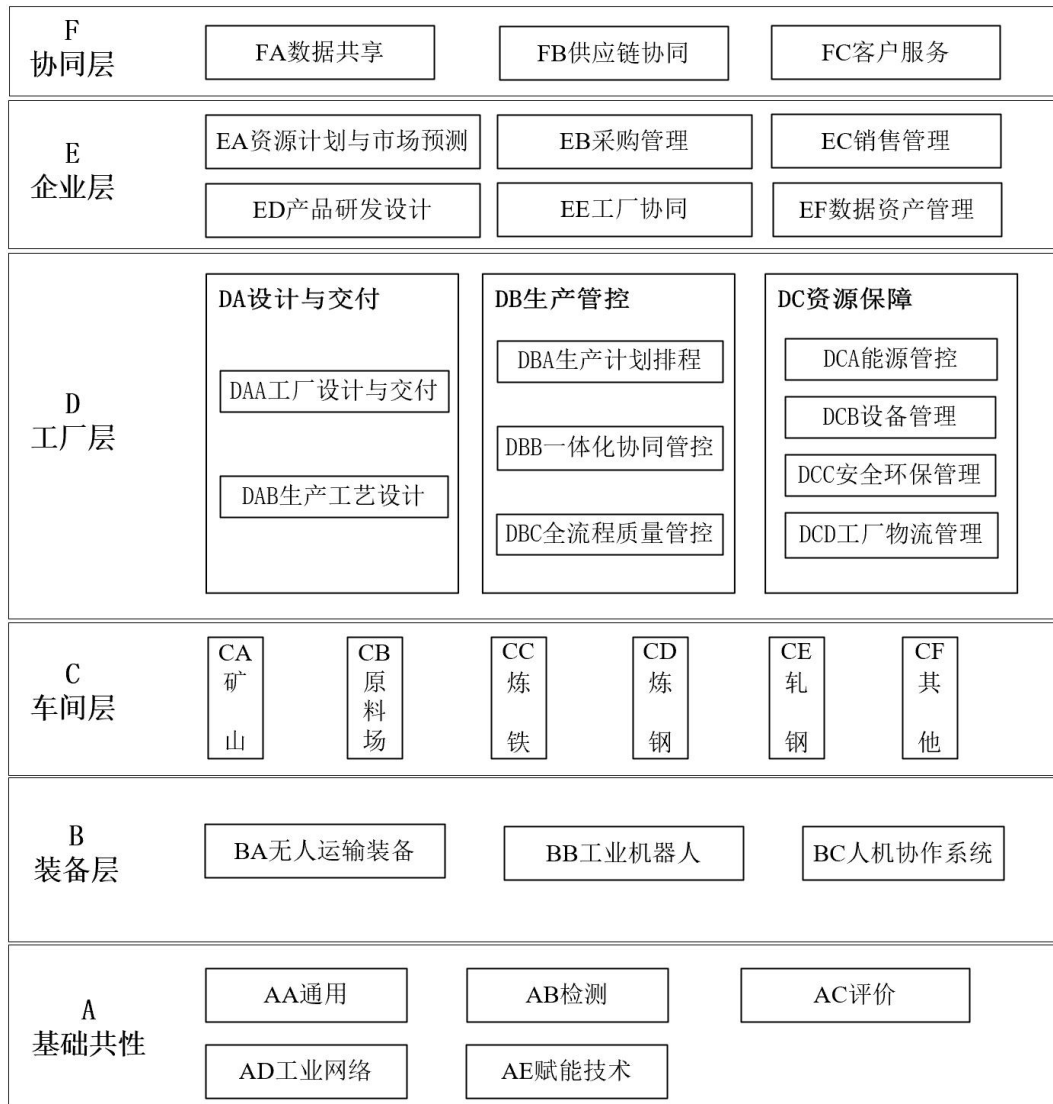 F
协同层
FA数据共享
FB供应链协同
FC客户服务
E
企业层
EA资源计划与市场预测
EB采购管理
EC销售管理
ED产品研发设计
EE工厂协同
EF数据资产管理
D
工厂层
DA设计与交付
DAA工厂设计与交付
DAB生产工艺设计
DB生产管控
DBA生产计划排程
DBB一体化协同管控
DBC全流程质量管控
DC资源保障
DCA能源管控
DCB设备管理
DCC安全环保管理
DCD工厂物流管理
C
车间层
CA
矿
山
CB
原
料
场
CC
炼
铁
CD
炼
钢
CE
轧
钢
CF
其
他
B
装备层
BA无人运输装备
BB工业机器人
BC人机协作系统
A
基础共性
AA通用
AB检测
AC评价
AD工业网络
AE赋能技术